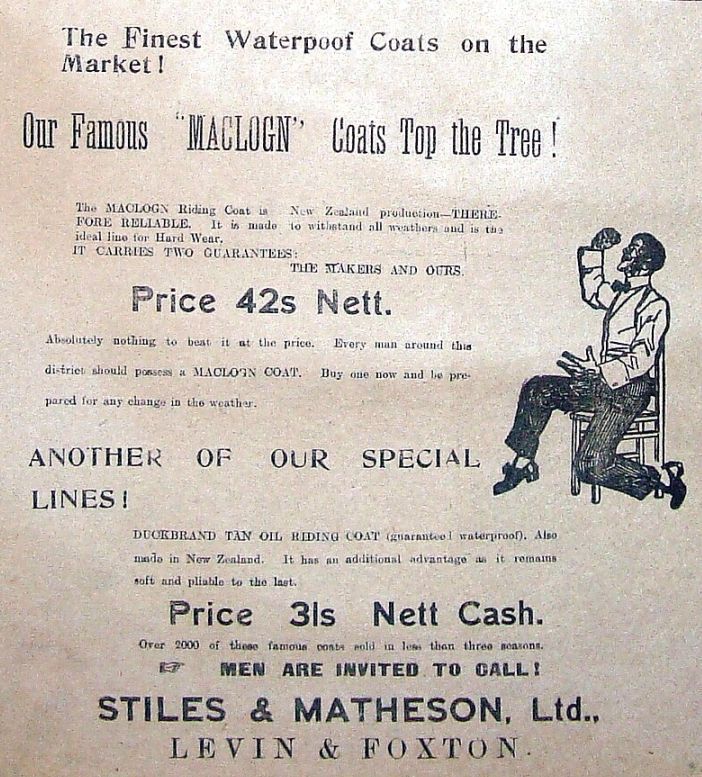 The Finest Waterpoof Coats on the
Market!
Our Famous "MACLOGN" Coats Top the Tree!
The MACLOGN Riding Coat is New Zealand production—THERE-
FORE RELIABLE. It is made to withstand all weathers and is the
ideal line for Hard Wear.
IT CARRIES TWO GUARANTEES:
THE MAKERS AND OURS.
Price 42s Nett.
Absolutely nothing to beat it at the price. Every man around this
district should possess a MACLOGN COAT. Buy one now and be pre-
pared for any change in the weather.
ANOTHER OF OUR SPECIAL
LINES!
DUCKBRAND TAN OIL RIDING COAT (guaranteed waterproof). Also
made in New Zealand. It has an additional advantage as it remains
soft and pliable to the last.
Price 31s Nett Cash.
Over 2000 of these famous coats sold in less than three seasons.
☞ MEN ARE INVITED TO CALL!
STILES & MATHESON, Ltd.,
LEVIN & FOXTON.